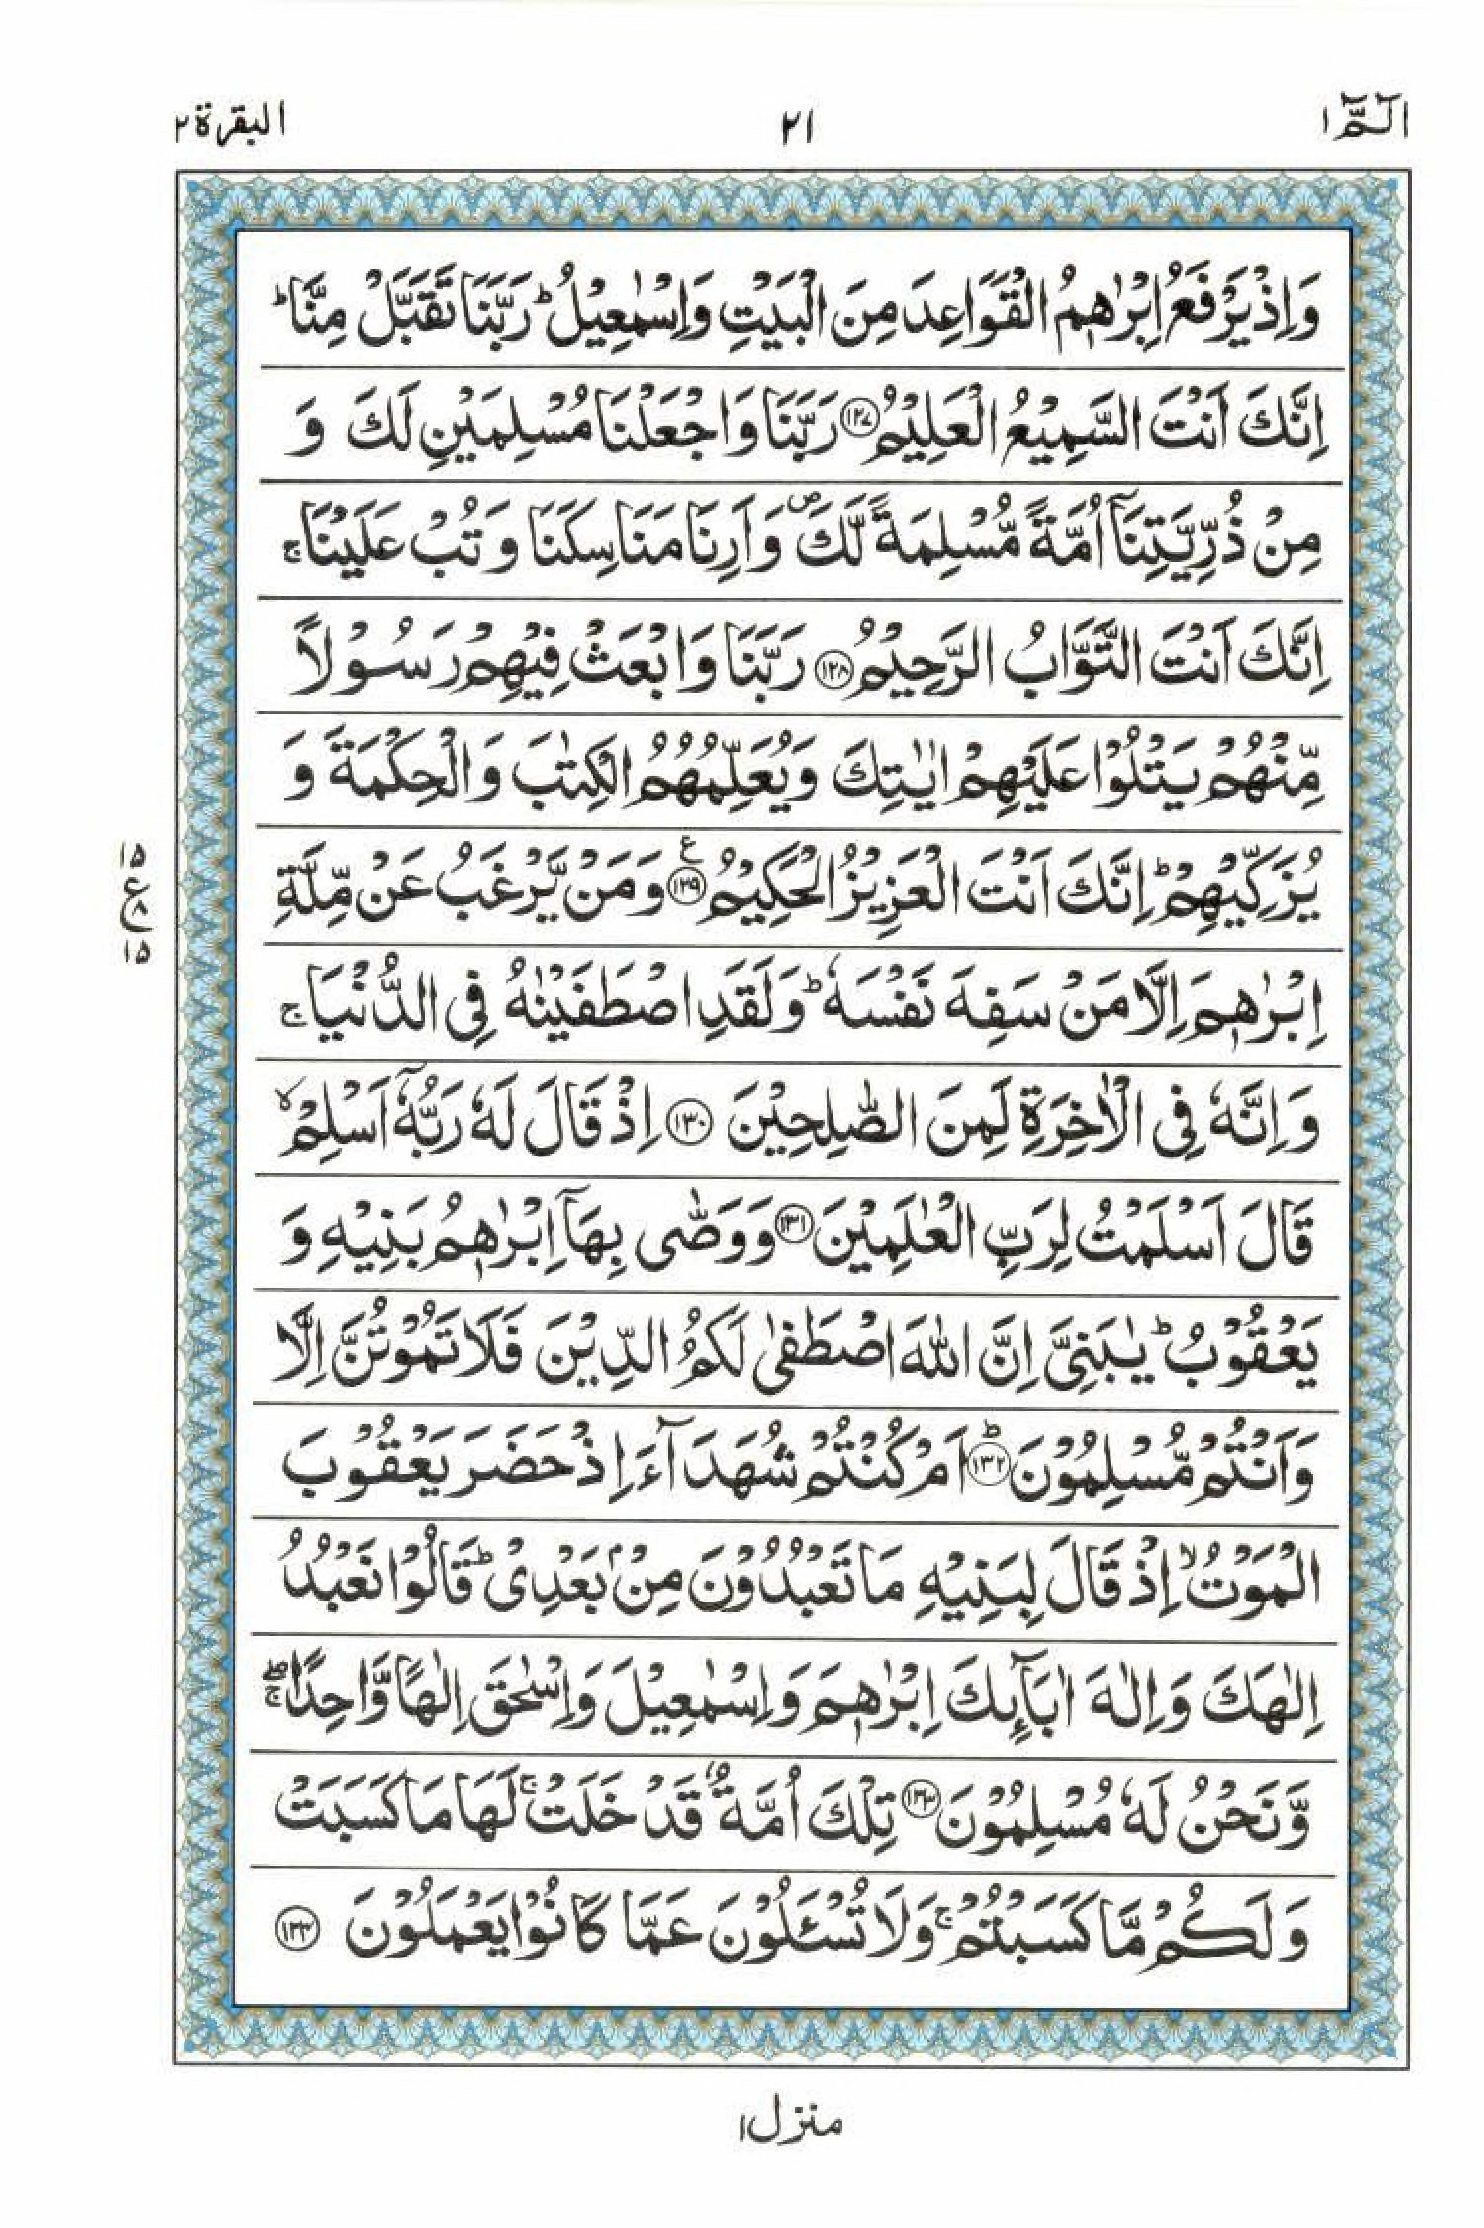 الٓمّٓ ١
٢١
البقرة ٢
وَاِذْ يَرْفَعُ اِبْرٰهٖمُ الْقَوَاعِدَ مِنَ الْبَيْتِ وَاِسْمٰعِيْلُ ؕ رَبَّنَا تَقَبَّلْ مِنَّا ؕ
اِنَّكَ اَنْتَ السَّمِيْعُ الْعَلِيْمُ ﴿۱۲۷﴾ رَبَّنَا وَاجْعَلْنَا مُسْلِمَيْنِ لَكَ وَ
مِنْ ذُرِّيَّتِنَاۤ اُمَّةً مُّسْلِمَةً لَّكَ ۪ وَاَرِنَا مَنَاسِكَنَا وَتُبْ عَلَيْنَا ۚ
اِنَّكَ اَنْتَ التَّوَّابُ الرَّحِيْمُ ﴿۱۲۸﴾ رَبَّنَا وَابْعَثْ فِيْهِمْ رَسُوْلًا
مِّنْهُمْ يَتْلُوْا عَلَيْهِمْ اٰيٰتِكَ وَيُعَلِّمُهُمُ الْكِتٰبَ وَالْحِكْمَةَ وَ
يُزَكِّيْهِمْ ؕ اِنَّكَ اَنْتَ الْعَزِيْزُ الْحَكِيْمُ ﴿۱۲۹﴾ ع وَمَنْ يَّرْغَبُ عَنْ مِّلَّةِ
۱۵
ع
۸
۱۵
اِبْرٰهٖمَ اِلَّا مَنْ سَفِهَ نَفْسَهٗ ؕ وَلَقَدِ اصْطَفَيْنٰهُ فِى الدُّنْيَا ۚ
وَاِنَّهٗ فِى الْاٰخِرَةِ لَمِنَ الصّٰلِحِيْنَ ﴿۱۳۰﴾ اِذْ قَالَ لَهٗ رَبُّهٗۤ اَسْلِمْ ۙ
قَالَ اَسْلَمْتُ لِرَبِّ الْعٰلَمِيْنَ ﴿۱۳۱﴾ وَوَصّٰى بِهَاۤ اِبْرٰهٖمُ بَنِيْهِ وَ
يَعْقُوْبُ ؕ يٰبَنِىَّ اِنَّ اللّٰهَ اصْطَفٰى لَكُمُ الدِّيْنَ فَلَا تَمُوْتُنَّ اِلَّا
وَاَنْتُمْ مُّسْلِمُوْنَ ﴿۱۳۲﴾ ؕ اَمْ كُنْتُمْ شُهَدَآءَ اِذْ حَضَرَ يَعْقُوْبَ
الْمَوْتُ ۙ اِذْ قَالَ لِبَنِيْهِ مَا تَعْبُدُوْنَ مِنْۢ بَعْدِىْ ؕ قَالُوْا نَعْبُدُ
اِلٰهَكَ وَاِلٰهَ اٰبَآئِكَ اِبْرٰهٖمَ وَاِسْمٰعِيْلَ وَاِسْحٰقَ اِلٰهًا وَّاحِدًا ۖۚ
وَّنَحْنُ لَهٗ مُسْلِمُوْنَ ﴿۱۳۳﴾ تِلْكَ اُمَّةٌ قَدْ خَلَتْ ۚ لَهَا مَا كَسَبَتْ
وَلَكُمْ مَّا كَسَبْتُمْ ۚ وَلَا تُسْـَٔلُوْنَ عَمَّا كَانُوْا يَعْمَلُوْنَ ﴿۱۳۴﴾
منزل ١